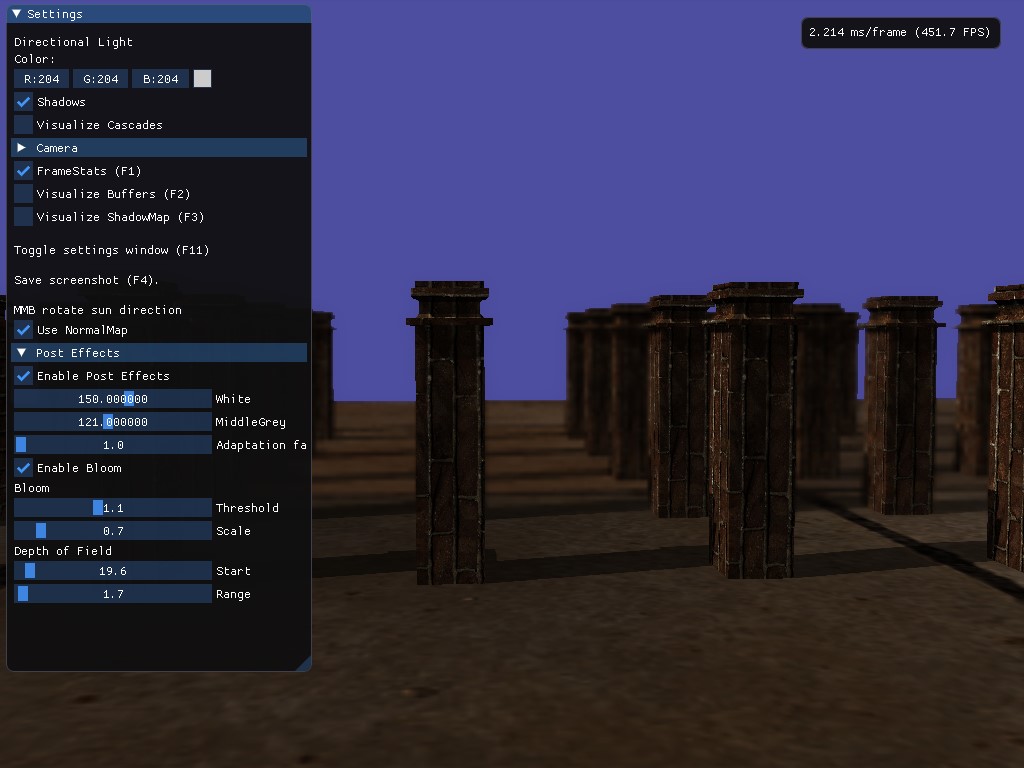 Settings
2.214 ms/frame (451.7 FPS)
Directional Light
Color:
R:204 G:204 B:204
Shadows
Visualize Cascades
Camera
FrameStats (F1)
Visualize Buffers (F2)
Visualize ShadowMap (F3)
Toggle settings window (F11)
Save screenshot (F4).
MMB rotate sun direction
Use NormalMap
Post Effects
Enable Post Effects
150.000000 White
121.000000 MiddleGrey
1.0 Adaptation fa
Enable Bloom
Bloom
1.1 Threshold
0.7 Scale
Depth of Field
19.6 Start
1.7 Range